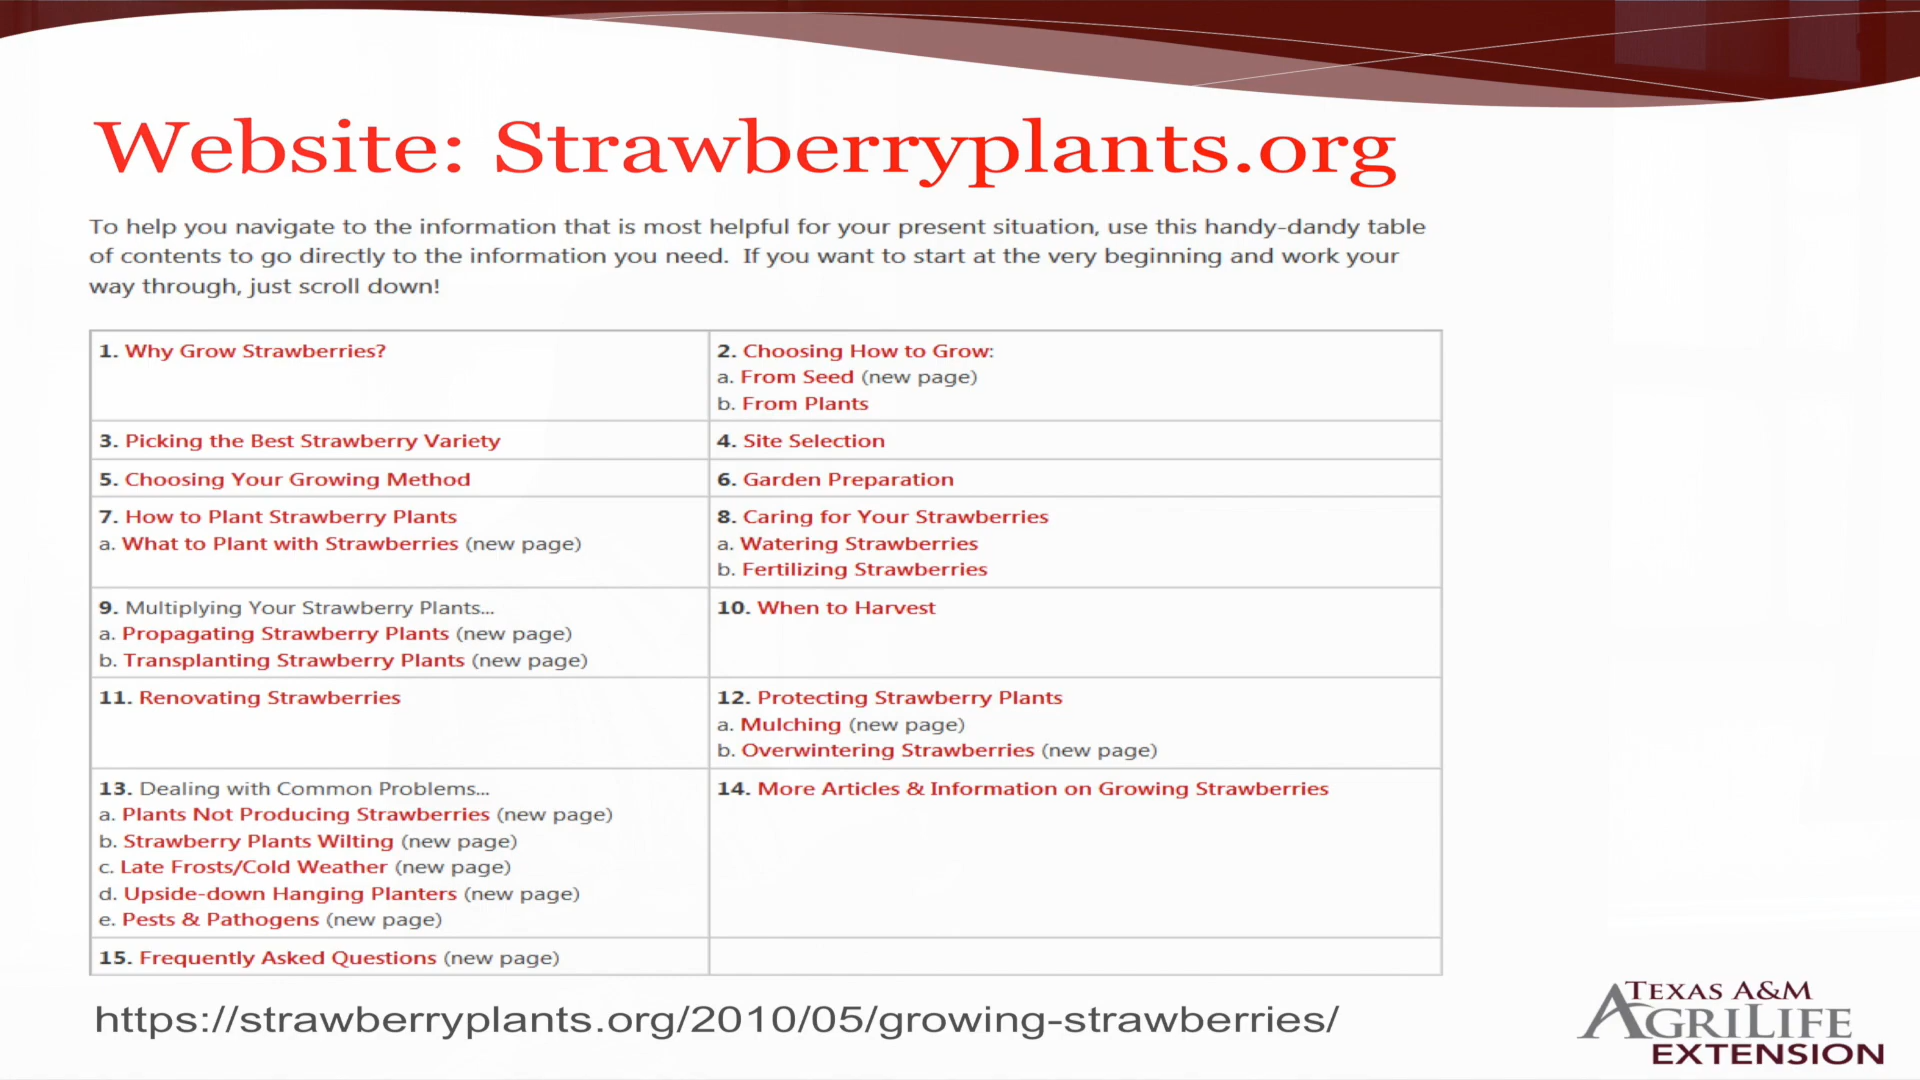 Website: Strawberryplants.org
To help you navigate to the information that is most helpful for your present situation, use this handy-dandy table
of contents to go directly to the information you need.  If you want to start at the very beginning and work your
way through, just scroll down!
1. Why Grow Strawberries?
2. Choosing How to Grow:
a. From Seed (new page)
b. From Plants
3. Picking the Best Strawberry Variety
4. Site Selection
5. Choosing Your Growing Method
6. Garden Preparation
7. How to Plant Strawberry Plants
a. What to Plant with Strawberries (new page)
8. Caring for Your Strawberries
a. Watering Strawberries
b. Fertilizing Strawberries
9. Multiplying Your Strawberry Plants...
a. Propagating Strawberry Plants (new page)
b. Transplanting Strawberry Plants (new page)
10. When to Harvest
11. Renovating Strawberries
12. Protecting Strawberry Plants
a. Mulching (new page)
b. Overwintering Strawberries (new page)
13. Dealing with Common Problems...
a. Plants Not Producing Strawberries (new page)
b. Strawberry Plants Wilting (new page)
c. Late Frosts/Cold Weather (new page)
d. Upside-down Hanging Planters (new page)
e. Pests & Pathogens (new page)
14. More Articles & Information on Growing Strawberries
15. Frequently Asked Questions (new page)
https://strawberryplants.org/2010/05/growing-strawberries/
TEXAS A&M
AGRILIFE
EXTENSION